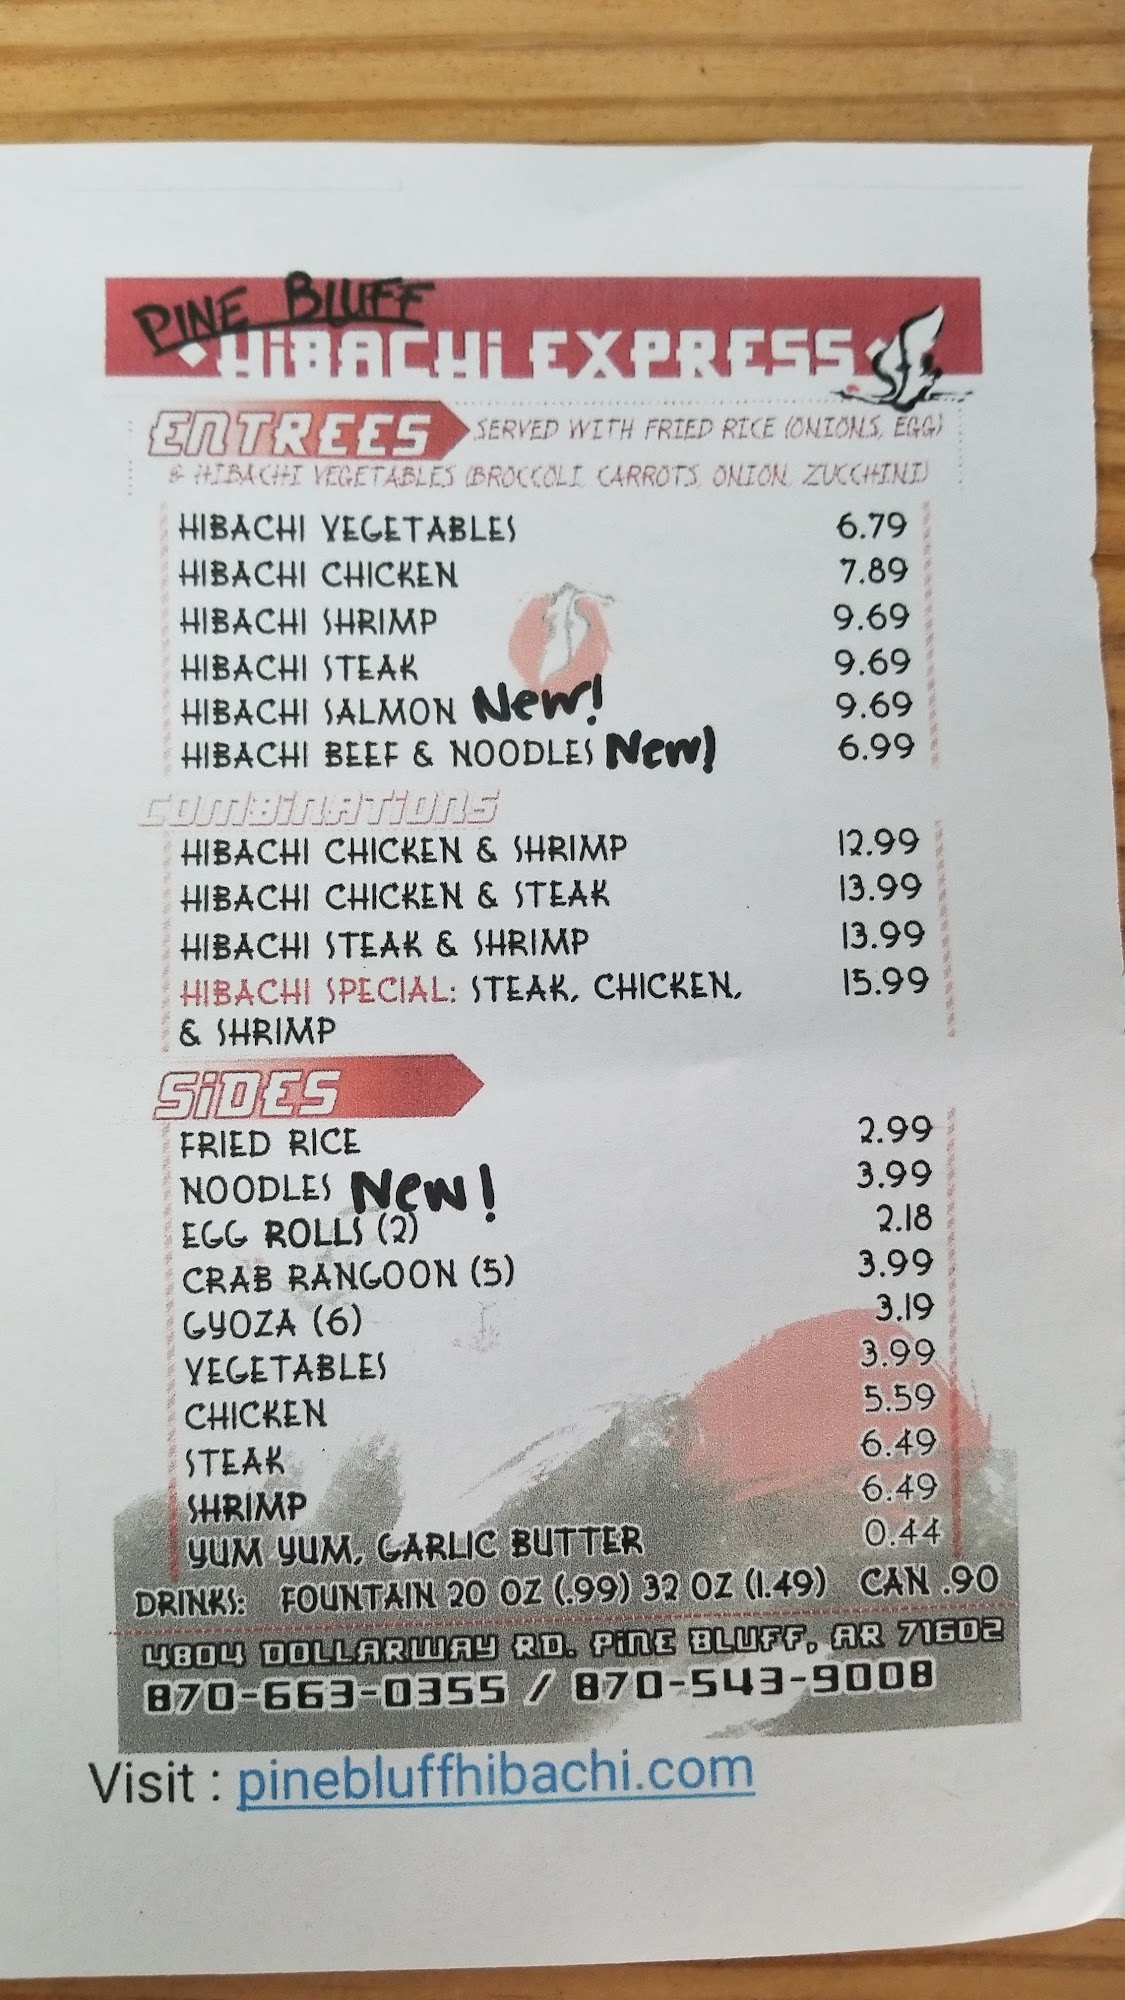 PINE BLUFF
HiBACHi EXPRESS
ENTREES SERVED WITH FRIED RICE (ONIONS, EGG)
& HIBACHI VEGETABLES (BROCCOLI, CARROTS, ONION, ZUCCHINI)
HIBACHI VEGETABLES 6.79
HIBACHI CHICKEN 7.89
HIBACHI SHRIMP 9.69
HIBACHI STEAK 9.69
HIBACHI SALMON New! 9.69
HIBACHI BEEF & NOODLES New! 6.99
COMBiNATiONS
HIBACHI CHICKEN & SHRIMP 12.99
HIBACHI CHICKEN & STEAK 13.99
HIBACHI STEAK & SHRIMP 13.99
HIBACHI SPECIAL: STEAK, CHICKEN, 15.99
& SHRIMP
SiDES
FRIED RICE 2.99
NOODLES New! 3.99
EGG ROLLS (2) 2.18
CRAB RANGOON (5) 3.99
GYOZA (6) 3.19
VEGETABLES 3.99
CHICKEN 5.59
STEAK 6.49
SHRIMP 6.49
YUM YUM, GARLIC BUTTER 0.44
DRINKS: FOUNTAIN 20 OZ (.99) 32 OZ (1.49) CAN .90
4804 DOLLARWAY RD. PiNE BLUFF, AR 71602
870-663-0355 / 870-543-9008
Visit : pinebluffhibachi.com